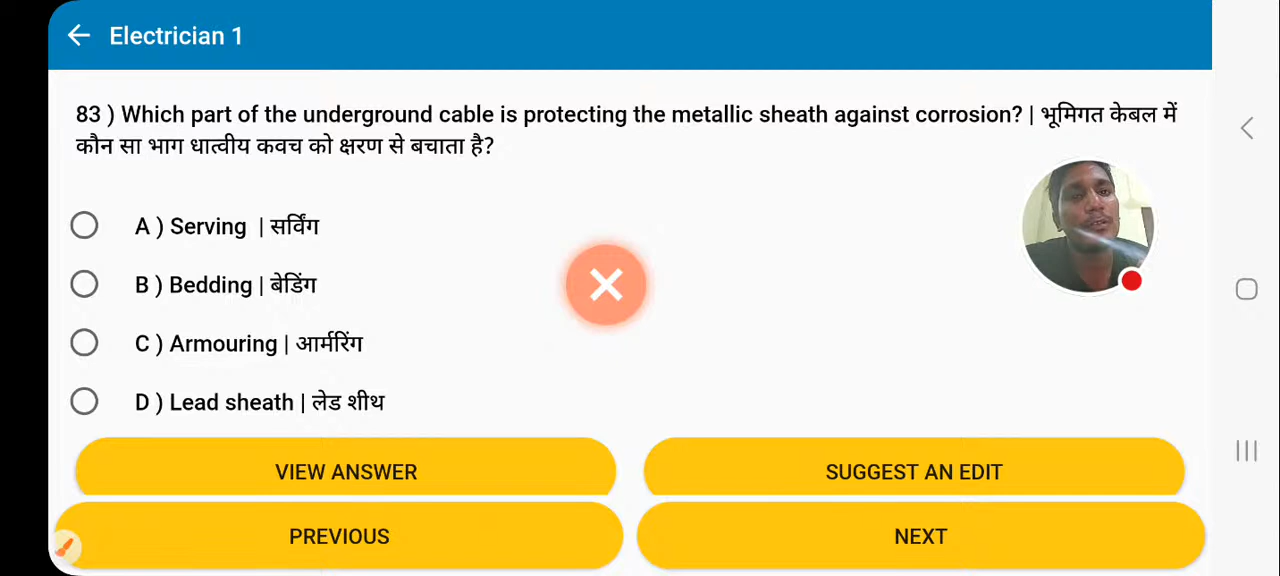 Electrician 1
83 ) Which part of the underground cable is protecting the metallic sheath against corrosion? | भूमिगत केबल में
कौन सा भाग धात्वीय कवच को क्षरण से बचाता है?
A ) Serving | सर्विंग
B ) Bedding | बेडिंग
C ) Armouring | आर्मरिंग
D ) Lead sheath | लेड शीथ
VIEW ANSWER
SUGGEST AN EDIT
PREVIOUS
NEXT